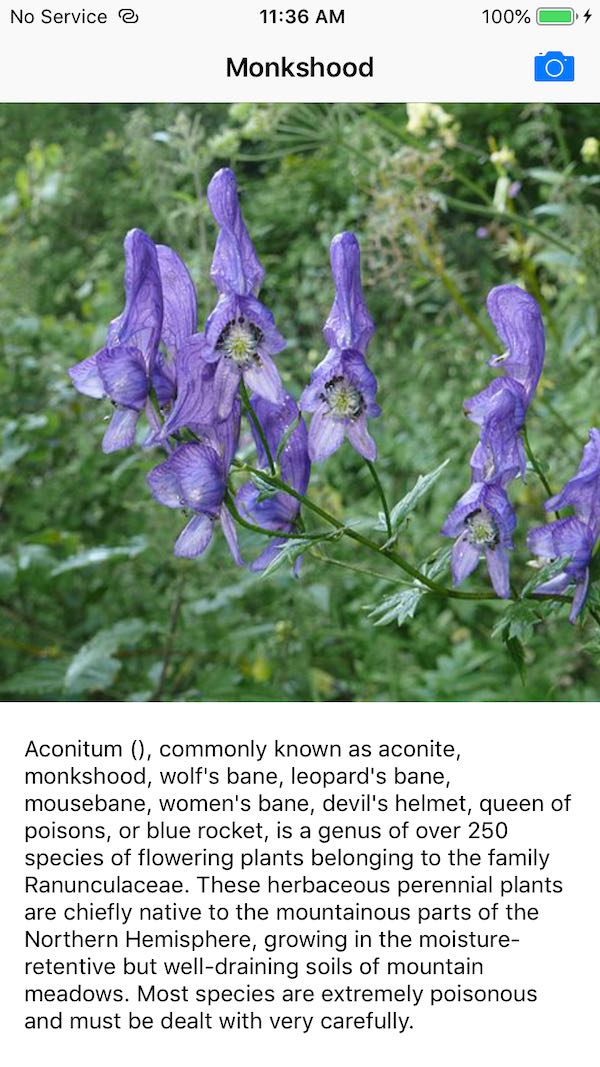 No Service 11:36 AM 100%
Monkshood
Aconitum (), commonly known as aconite,
monkshood, wolf's bane, leopard's bane,
mousebane, women's bane, devil's helmet, queen of
poisons, or blue rocket, is a genus of over 250
species of flowering plants belonging to the family
Ranunculaceae. These herbaceous perennial plants
are chiefly native to the mountainous parts of the
Northern Hemisphere, growing in the moisture-
retentive but well-draining soils of mountain
meadows. Most species are extremely poisonous
and must be dealt with very carefully.